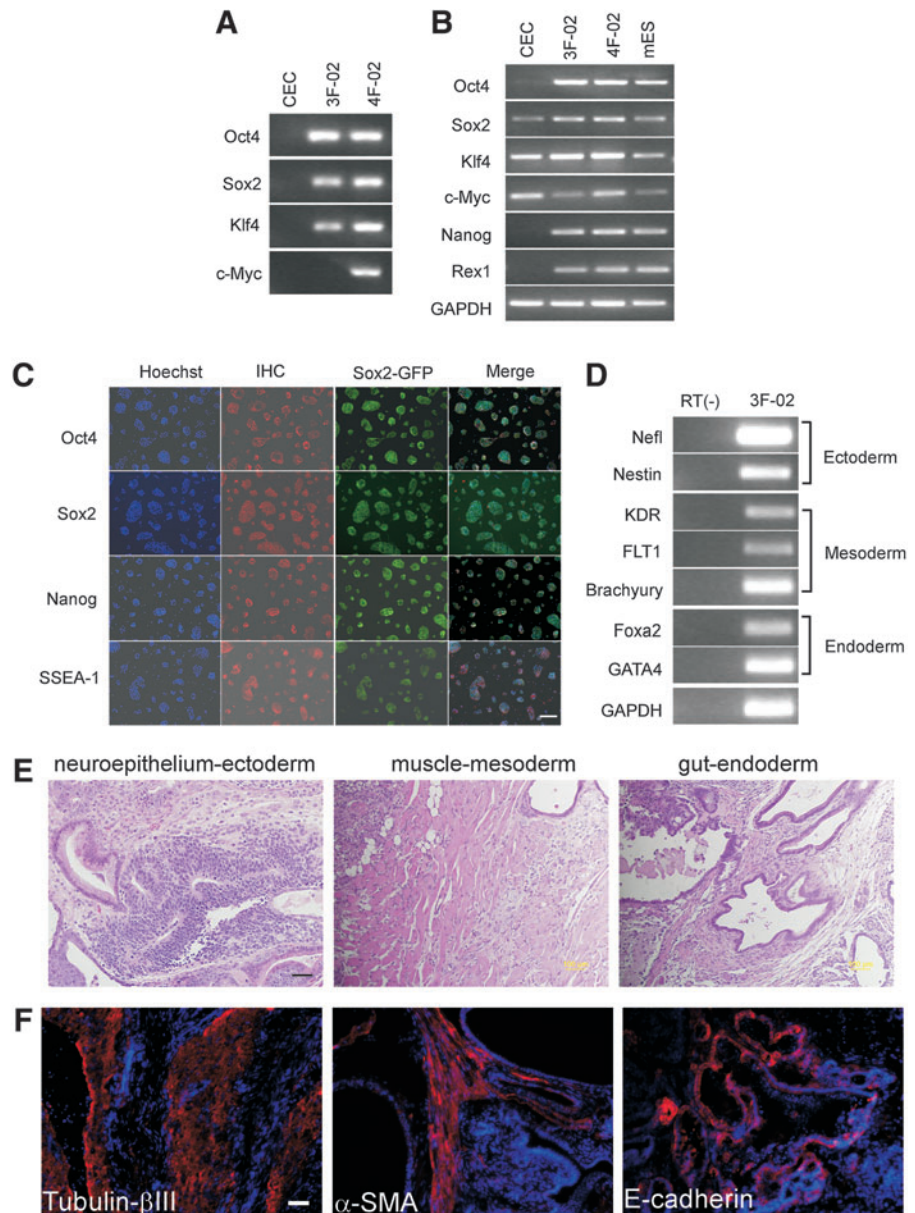 A
CEC 3F-02 4F-02
Oct4
Sox2
Klf4
c-Myc
B
CEC 3F-02 4F-02 mES
Oct4
Sox2
Klf4
c-Myc
Nanog
Rex1
GAPDH
C
Hoechst IHC Sox2-GFP Merge
Oct4
Sox2
Nanog
SSEA-1
D
RT(-) 3F-02
Nefl
Nestin
Ectoderm
KDR
FLT1
Brachyury
Mesoderm
Foxa2
GATA4
Endoderm
GAPDH
E
neuroepithelium-ectoderm muscle-mesoderm gut-endoderm
F
Tubulin-βIII α-SMA E-cadherin